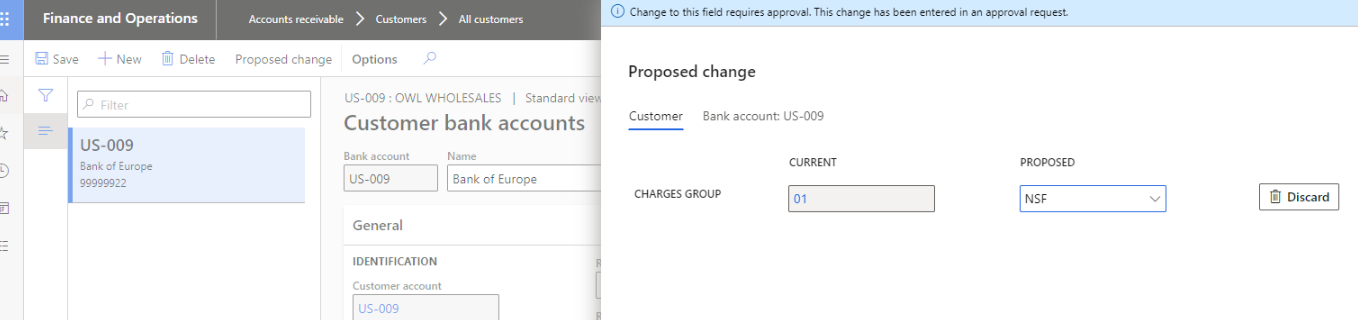 Finance and Operations
Accounts receivable > Customers > All customers
Save + New Delete Proposed change Options
Filter
US-009
Bank of Europe
99999922
US-009 : OWL WHOLESALES | Standard view
Customer bank accounts
Bank account Name
US-009 Bank of Europe
General
IDENTIFICATION
Customer account
US-009
Change to this field requires approval. This change has been entered in an approval request.
Proposed change
Customer Bank account: US-009
CURRENT PROPOSED
CHARGES GROUP 01 NSF Discard